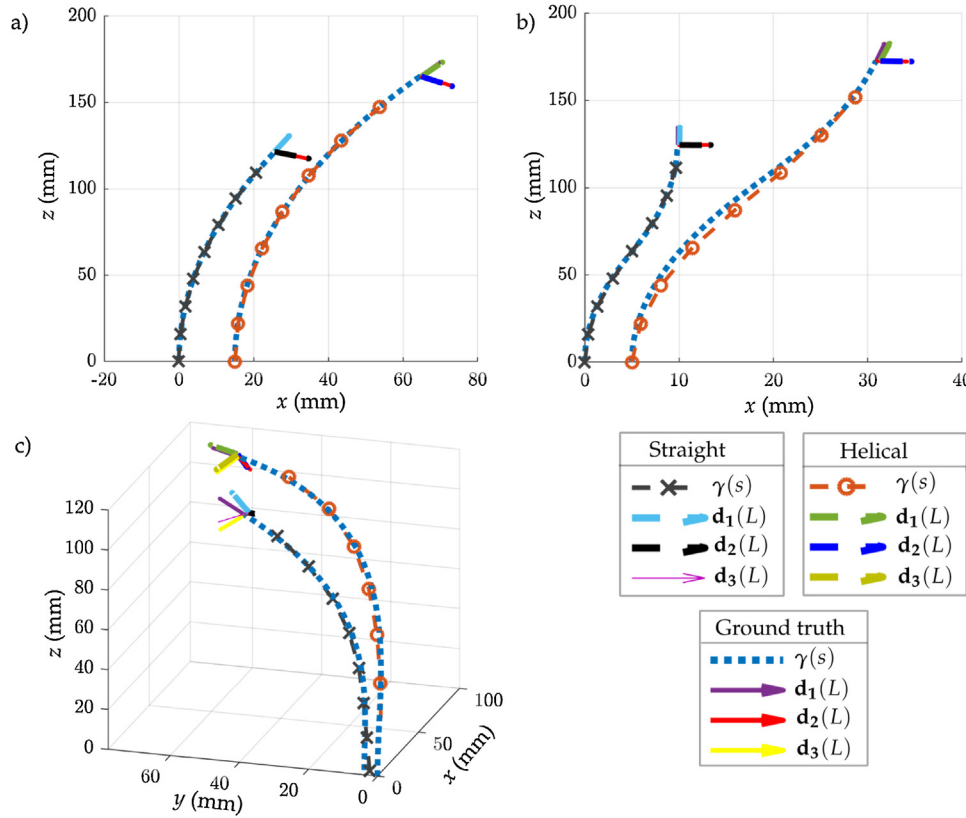 a)
200
150
100
50
0
z (mm)
-20 0 20 40 60 80
x (mm)
b)
200
150
100
50
0
z (mm)
0 10 20 30 40
x (mm)
c)
120
100
80
60
40
20
0
z (mm)
60 40 20 0
y (mm)
0 50 100
x (mm)
Straight
γ(s)
d₁(L)
d₂(L)
d₃(L)
Helical
γ(s)
d₁(L)
d₂(L)
d₃(L)
Ground truth
γ(s)
d₁(L)
d₂(L)
d₃(L)